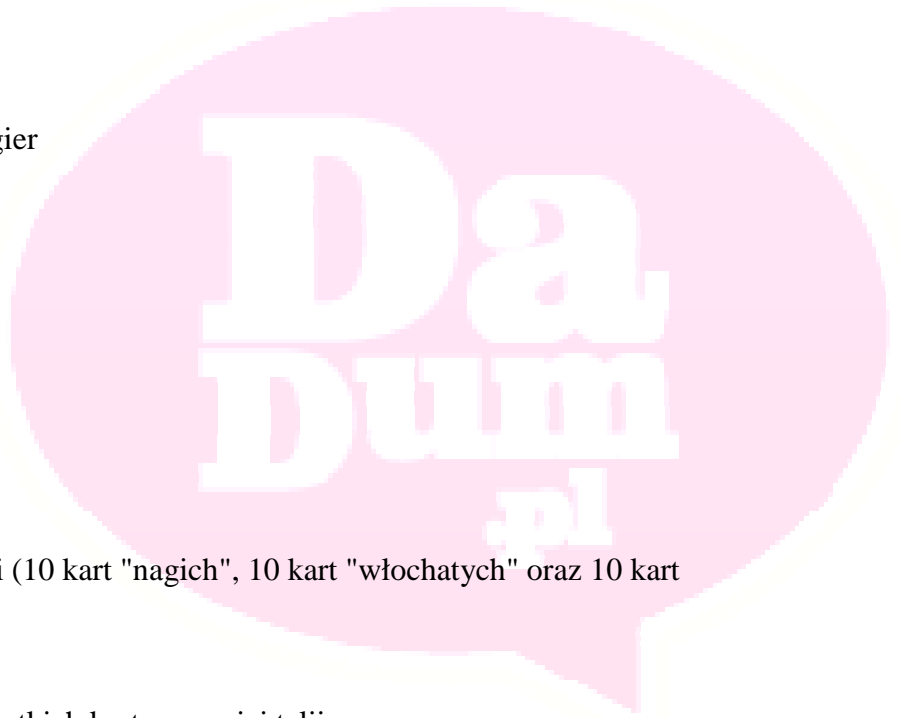 gier
Da
Dum
.pl
i (10 kart "nagich", 10 kart "włochatych" oraz 10 kart